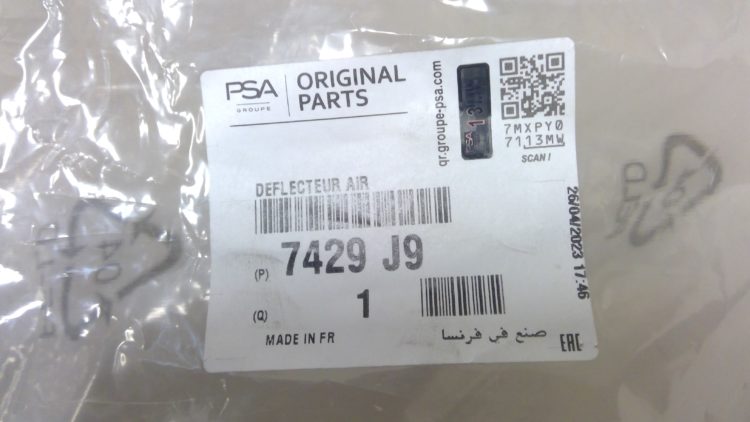 PSA
GROUPE
ORIGINAL
PARTS
qr.groupe-psa.com
7MXPY0
7113MW
SCAN !
DEFLECTEUR AIR
(P) 7429 J9
(Q) 1
MADE IN FR
صنع في فرنسا
EAC
26/04/2023 17:46